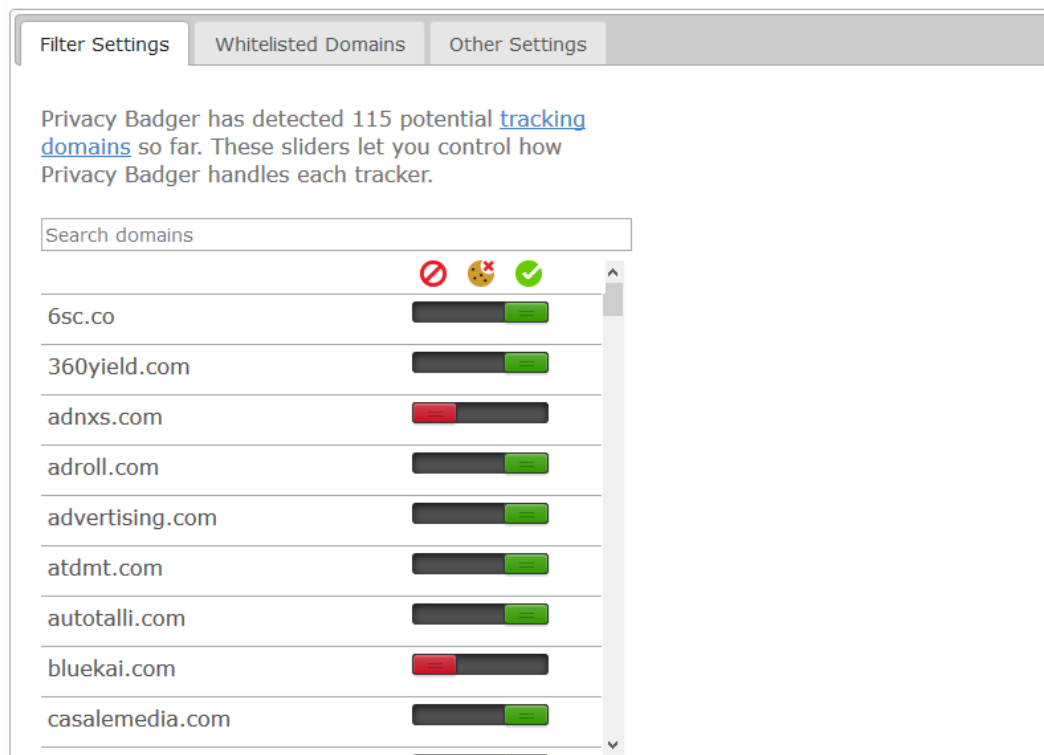 Filter Settings
Whitelisted Domains
Other Settings
Privacy Badger has detected 115 potential tracking
domains so far. These sliders let you control how
Privacy Badger handles each tracker.
Search domains
6sc.co
360yield.com
adnxs.com
adroll.com
advertising.com
atdmt.com
autotalli.com
bluekai.com
casalemedia.com